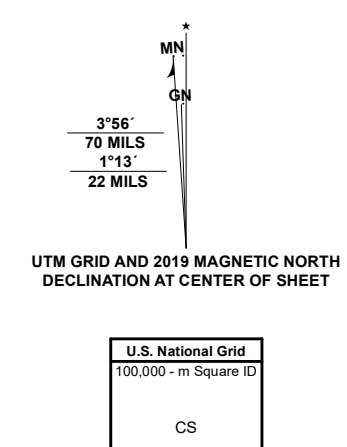 MN
GN
3°56´
70 MILS
1°13´
22 MILS
UTM GRID AND 2019 MAGNETIC NORTH
DECLINATION AT CENTER OF SHEET
U.S. National Grid
100,000 - m Square ID
CS